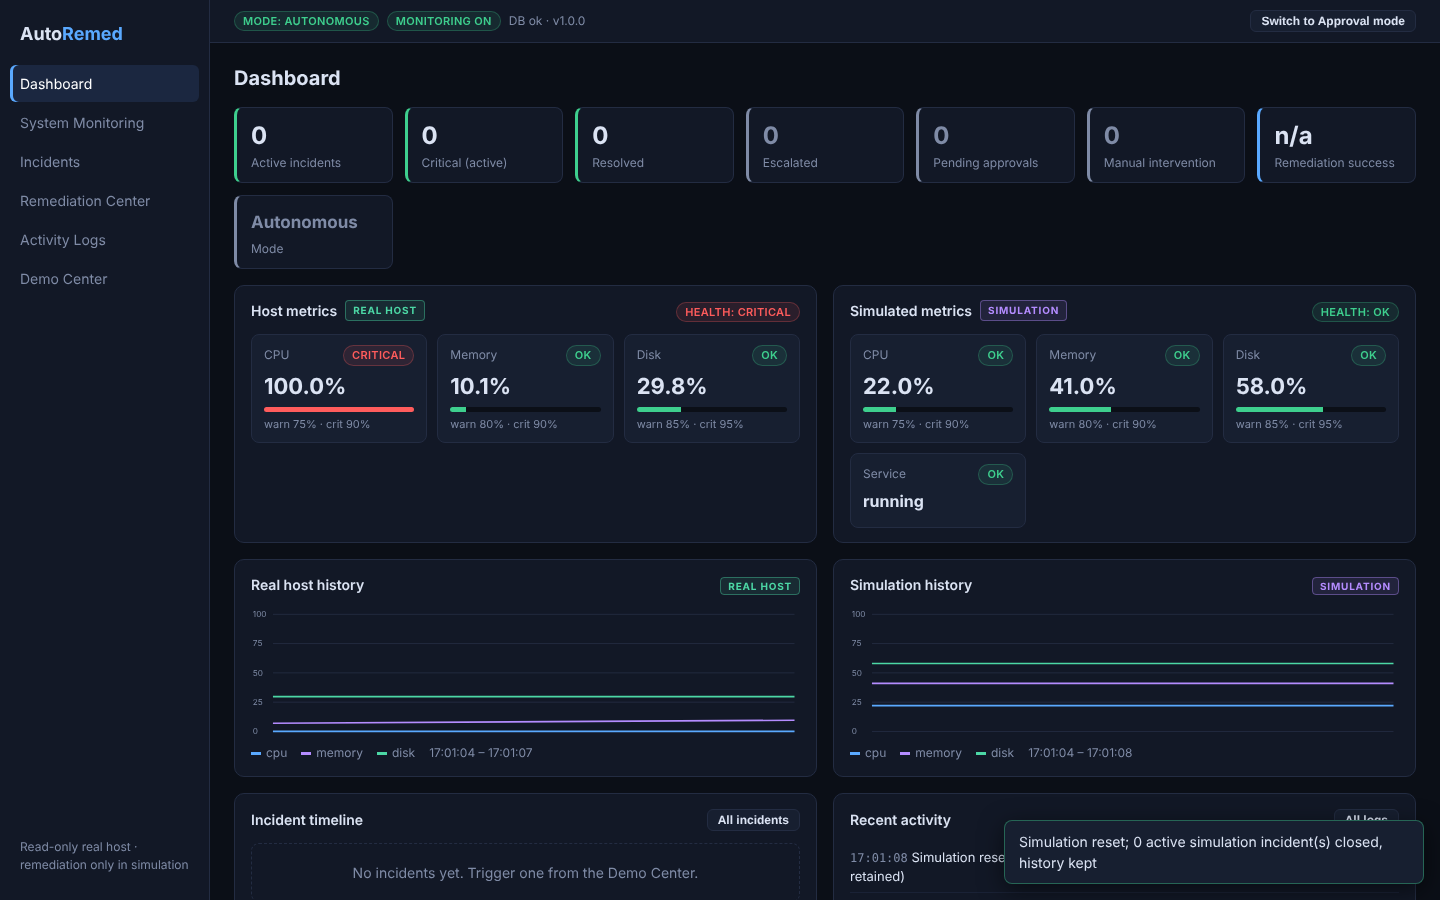 AutoRemed
Dashboard
System Monitoring
Incidents
Remediation Center
Activity Logs
Demo Center
Read-only real host ·
remediation only in simulation
MODE: AUTONOMOUS
MONITORING ON
DB ok · v1.0.0
Switch to Approval mode
Dashboard
0
Active incidents
0
Critical (active)
0
Resolved
0
Escalated
0
Pending approvals
0
Manual intervention
n/a
Remediation success
Autonomous
Mode
Host metrics
REAL HOST
HEALTH: CRITICAL
CPU
CRITICAL
100.0%
warn 75% · crit 90%
Memory
OK
10.1%
warn 80% · crit 90%
Disk
OK
29.8%
warn 85% · crit 95%
Simulated metrics
SIMULATION
HEALTH: OK
CPU
OK
22.0%
warn 75% · crit 90%
Memory
OK
41.0%
warn 80% · crit 90%
Disk
OK
58.0%
warn 85% · crit 95%
Service
OK
running
Real host history
REAL HOST
100
75
50
25
0
cpu
memory
disk
17:01:04 – 17:01:07
Simulation history
SIMULATION
100
75
50
25
0
cpu
memory
disk
17:01:04 – 17:01:08
Incident timeline
All incidents
No incidents yet. Trigger one from the Demo Center.
Recent activity
All logs
17:01:08 Simulation rese
retained)
Simulation reset; 0 active simulation incident(s) closed,
history kept